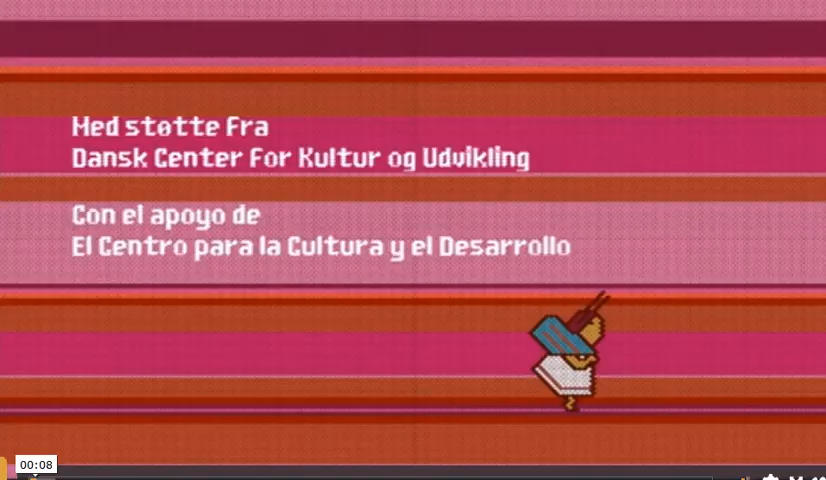 Med støtte fra
Dansk Center for Kultur og Udvikling
Con el apoyo de
El Centro para la Cultura y el Desarrollo
00:08